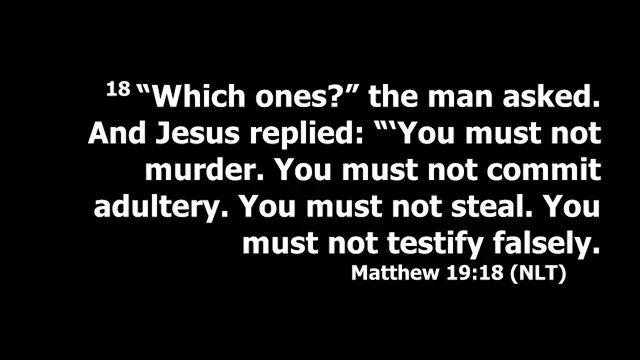 18 “Which ones?” the man asked.
And Jesus replied: “‘You must not
murder. You must not commit
adultery. You must not steal. You
must not testify falsely.
Matthew 19:18 (NLT)